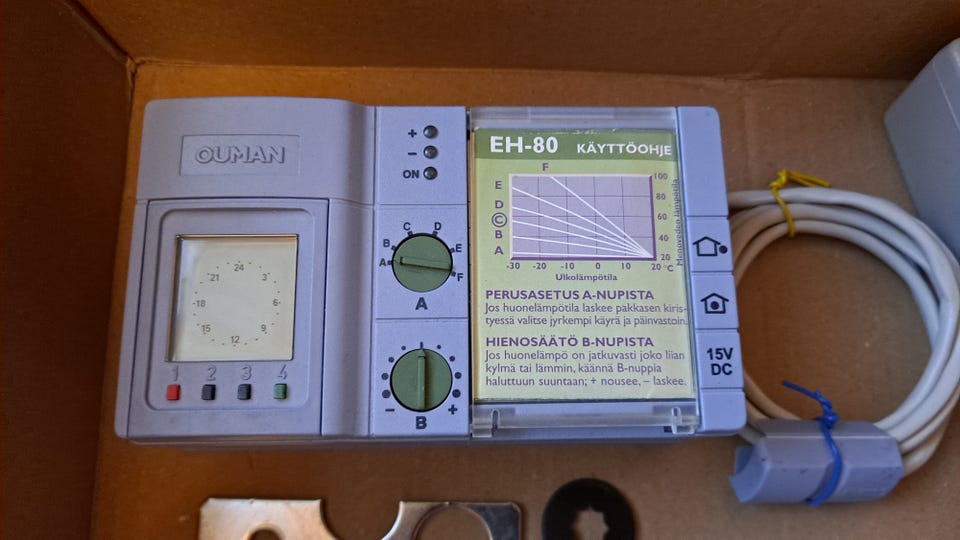 OUMAN
24
21 3
18 6
15 9
12
1 2 3 4
+
−
ON
C D
B E
A F
A
− +
B
EH-80 KÄYTTÖOHJE
F
E
D
©
B
A
100
80
60
40
20
Menoveden lämpötila
-30 -20 -10 0 10 20 °C
Ulkolämpötila
PERUSASETUS A-NUPISTA
Jos huonelämpötila laskee pakkasen kiris-
tyessä valitse jyrkempi käyrä ja päinvastoin.
HIENOSÄÄTÖ B-NUPISTA
Jos huonelämpö on jatkuvasti joko liian
kylmä tai lämmin, käännä B-nuppia
haluttuun suuntaan; + nousee, – laskee.
15V
DC